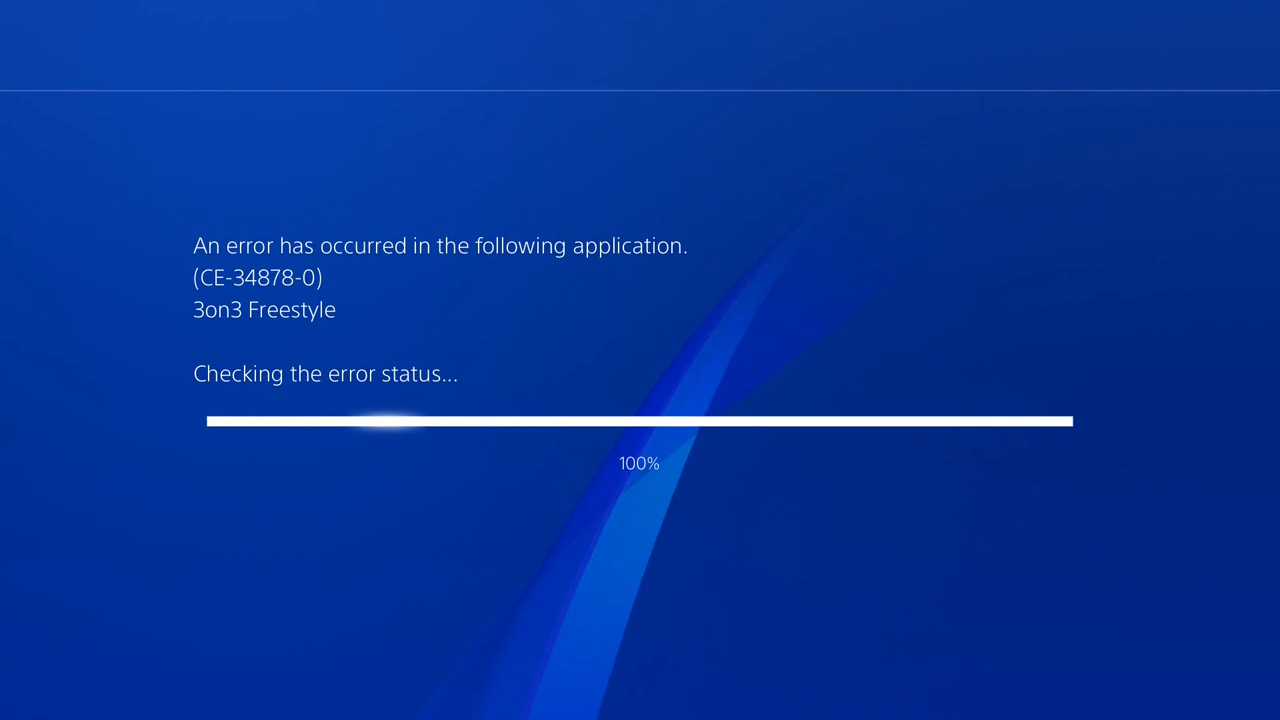 An error has occurred in the following application.
(CE-34878-0)
3on3 Freestyle
Checking the error status...
100%